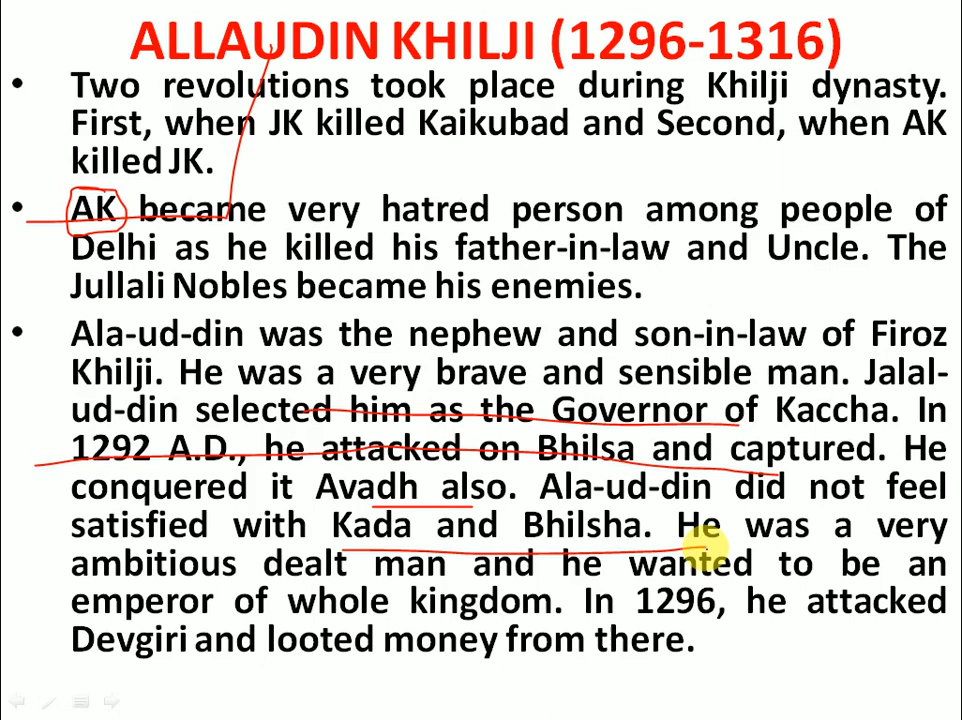 ALLAUDIN KHILJI (1296-1316)
• Two revolutions took place during Khilji dynasty.
First, when JK killed Kaikubad and Second, when AK
killed JK.
• AK became very hatred person among people of
Delhi as he killed his father-in-law and Uncle. The
Jullali Nobles became his enemies.
• Ala-ud-din was the nephew and son-in-law of Firoz
Khilji. He was a very brave and sensible man. Jalal-
ud-din selected him as the Governor of Kaccha. In
1292 A.D., he attacked on Bhilsa and captured. He
conquered it Avadh also. Ala-ud-din did not feel
satisfied with Kada and Bhilsha. He was a very
ambitious dealt man and he wanted to be an
emperor of whole kingdom. In 1296, he attacked
Devgiri and looted money from there.